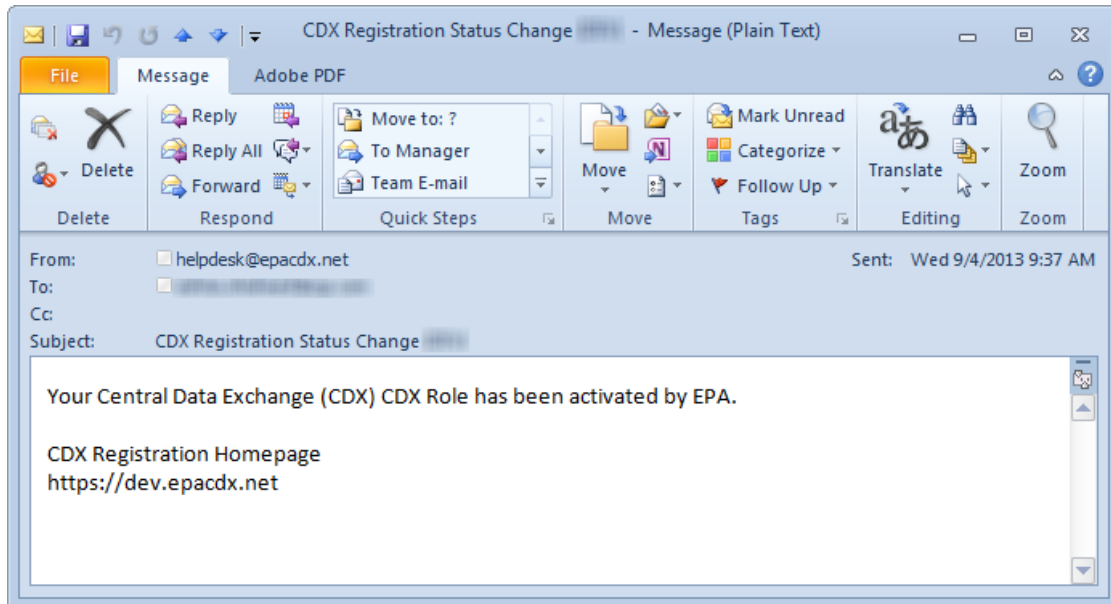 CDX Registration Status Change - Message (Plain Text)
File Message Adobe PDF
Delete
Reply
Reply All
Forward
Move to: ?
To Manager
Team E-mail
Move
Mark Unread
Categorize
Follow Up
Translate
Zoom
Delete Respond Quick Steps Move Tags Editing Zoom
From: helpdesk@epacdx.net Sent: Wed 9/4/2013 9:37 AM
To:
Cc:
Subject: CDX Registration Status Change
Your Central Data Exchange (CDX) CDX Role has been activated by EPA.
CDX Registration Homepage
https://dev.epacdx.net